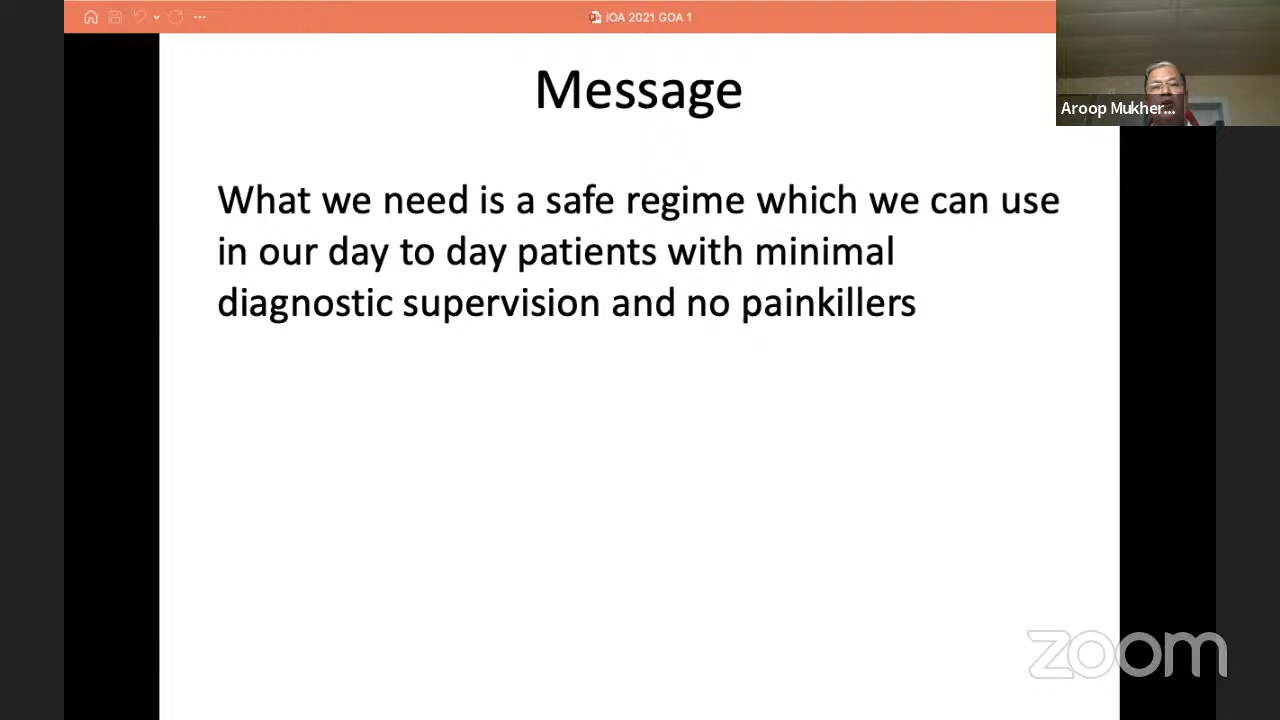 IOA 2021 GOA 1
Aroop Mukher...
Message
What we need is a safe regime which we can use
in our day to day patients with minimal
diagnostic supervision and no painkillers
zoom